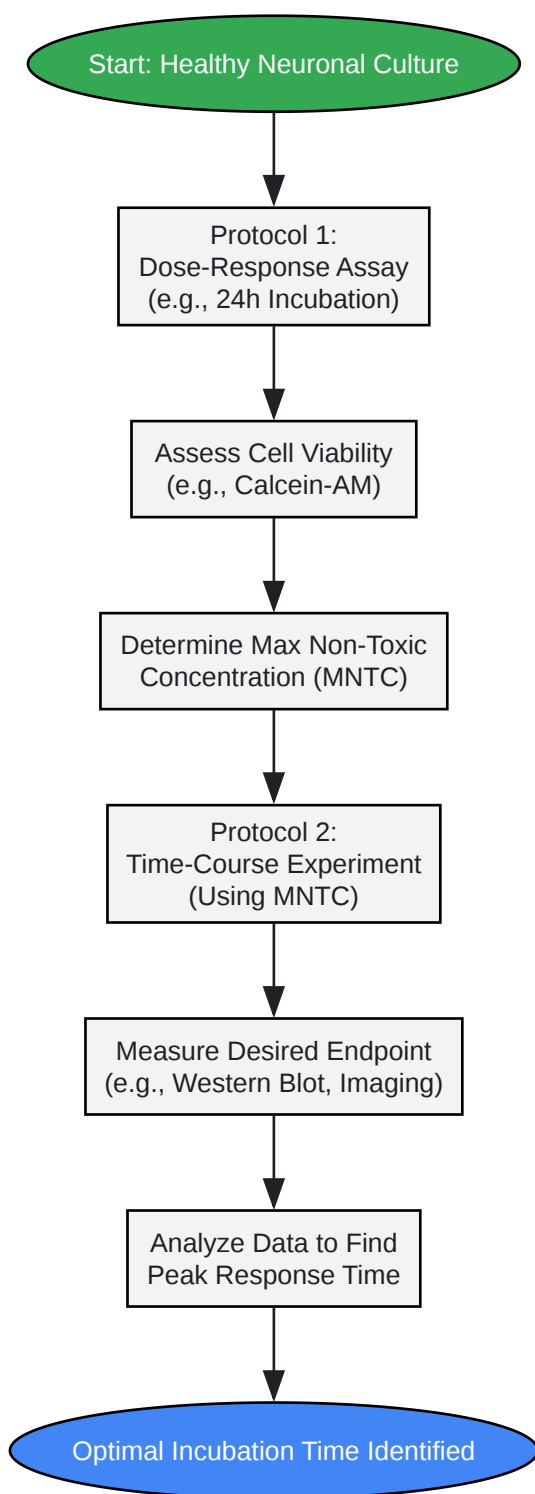 Start: Healthy Neuronal Culture
Protocol 1:
Dose-Response Assay
(e.g., 24h Incubation)
Assess Cell Viability
(e.g., Calcein-AM)
Determine Max Non-Toxic
Concentration (MNTC)
Protocol 2:
Time-Course Experiment
(Using MNTC)
Measure Desired Endpoint
(e.g., Western Blot, Imaging)
Analyze Data to Find
Peak Response Time
Optimal Incubation Time Identified